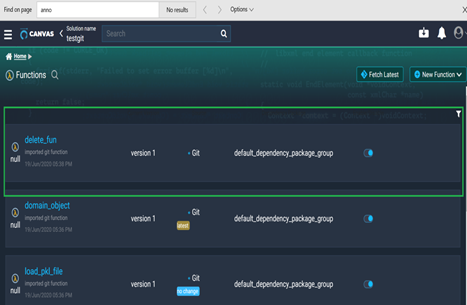 Find on page anno No results Options
CANVAS Solution name
testgit
Search
Home
Functions
Fetch Latest
New Function
delete_fun
imported git function
19/Jun/2020 05:36 PM
null
version 1
Git
default_dependency_package_group
domain_object
imported git function
19/Jun/2020 05:36 PM
null
version 1
Git
latest
default_dependency_package_group
load_pkl_file
imported git function
19/Jun/2020 05:36 PM
null
version 1
Git
no change
default_dependency_package_group